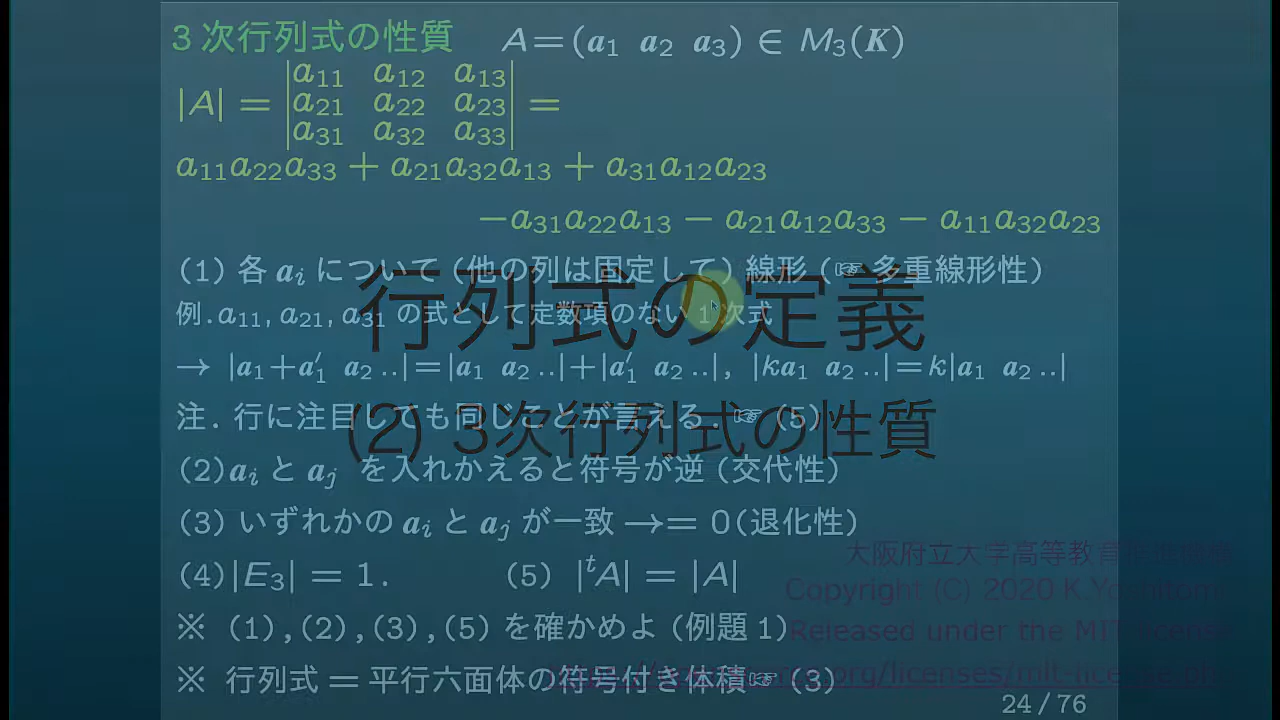 3次行列式の性質 A=(a1 a2 a3) ∈ M3(K)
|A| = |a11 a12 a13
a21 a22 a23
a31 a32 a33| =
a11a22a33 + a21a32a13 + a31a12a23
−a31a22a13 − a21a12a33 − a11a32a23
(1) 各 ai について (他の列は固定して) 線形 (☞ 多重線形性)
行列式の定義
例.a11, a21, a31 の式として定数項のない 1次式
→ |a1+a′1 a2 ‥|=|a1 a2 ‥|+|a′1 a2 ‥|, |ka1 a2 ‥|=k|a1 a2 ‥|
注. 行に注目しても同じことが言える. ☞ (5)
(2) 3次行列式の性質
(2)ai と aj を入れかえると符号が逆 (交代性)
(3) いずれかの ai と aj が一致 →= 0(退化性)
大阪府立大学高等教育
(4)|E3| = 1. (5) |tA| = |A|
Copyright (C) 2020 K.Yoshitomi
※ (1),(2),(3),(5) を確かめよ (例題 1)
Released under the MIT license
※ 行列式 = 平行六面体の符号付き体積☞ (3)
24 / 76